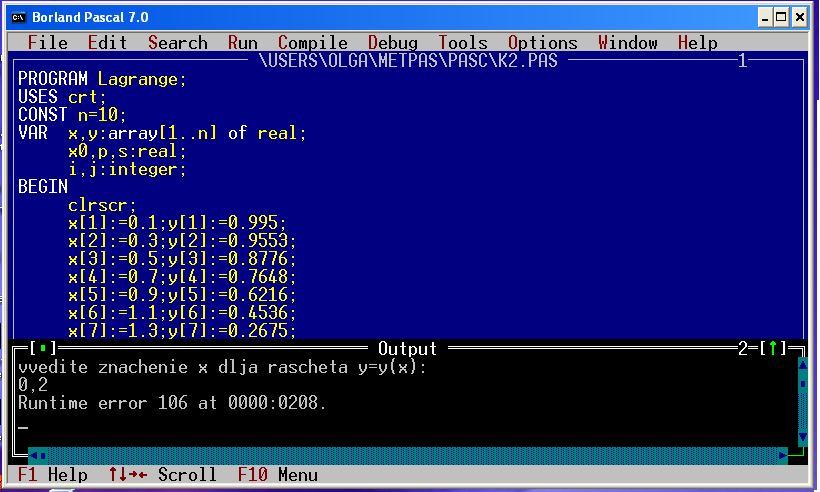 Borland Pascal 7.0
File Edit Search Run Compile Debug Tools Options Window Help
\USERS\OLGA\METPAS\PASC\K2.PAS 1
PROGRAM Lagrange;
USES crt;
CONST n=10;
VAR x,y:array[1..n] of real;
x0,p,s:real;
i,j:integer;
BEGIN
clrscr;
x[1]:=0.1;y[1]:=0.995;
x[2]:=0.3;y[2]:=0.9553;
x[3]:=0.5;y[3]:=0.8776;
x[4]:=0.7;y[4]:=0.7648;
x[5]:=0.9;y[5]:=0.6216;
x[6]:=1.1;y[6]:=0.4536;
x[7]:=1.3;y[7]:=0.2675;
[▪] Output 2=[↑]
vvedite znachenie x dlja rascheta y=y(x):
0,2
Runtime error 106 at 0000:0208.
_
F1 Help ↑↓→← Scroll F10 Menu